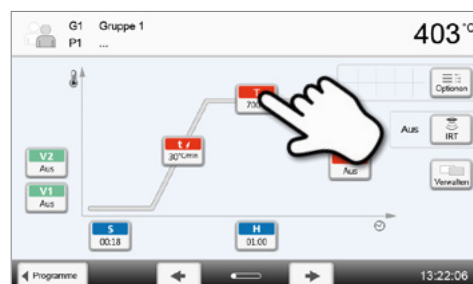 G1 Gruppe 1
P1 ...
403 °C
Optionen
T
700
Aus
IRT
t
30°C/min
V2
Aus
Aus
Verwalten
V1
Aus
S
00:18
H
01:00
Programme
13:22:06